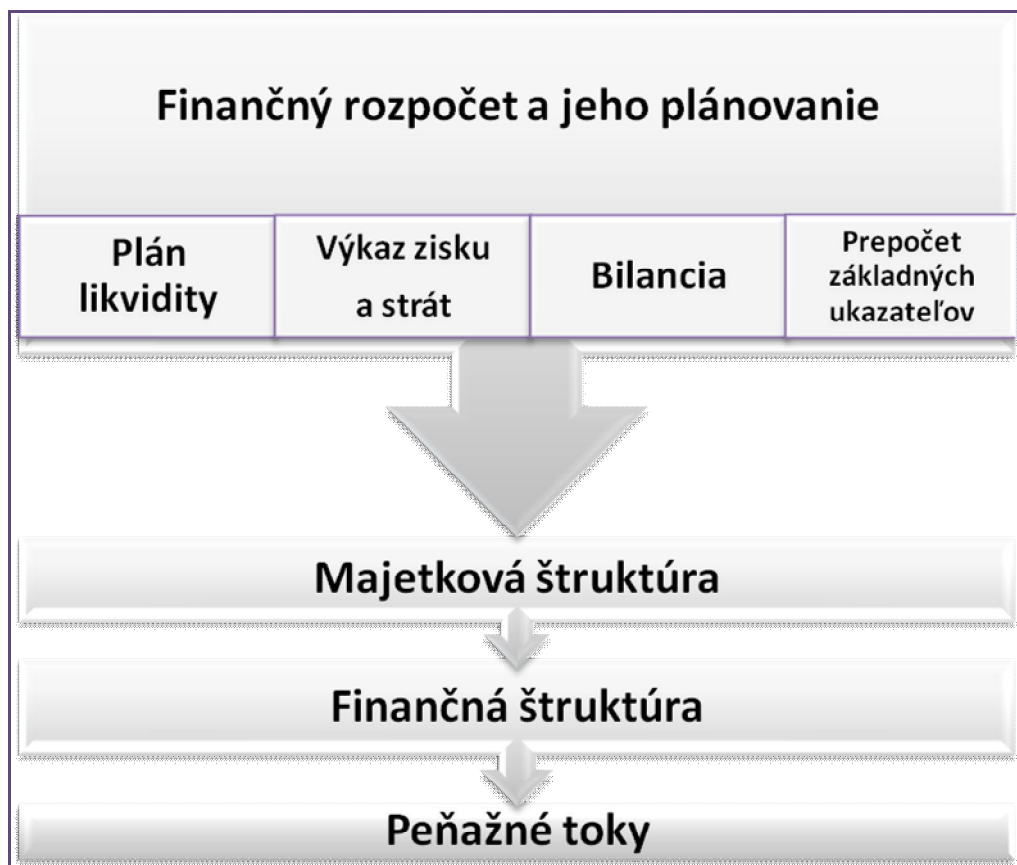 Finančný rozpočet a jeho plánovanie
Plán
likvidity
Výkaz zisku
a strát
Bilancia
Prepočet
základných
ukazateľov
Majetková štruktúra
Finančná štruktúra
Peňažné toky